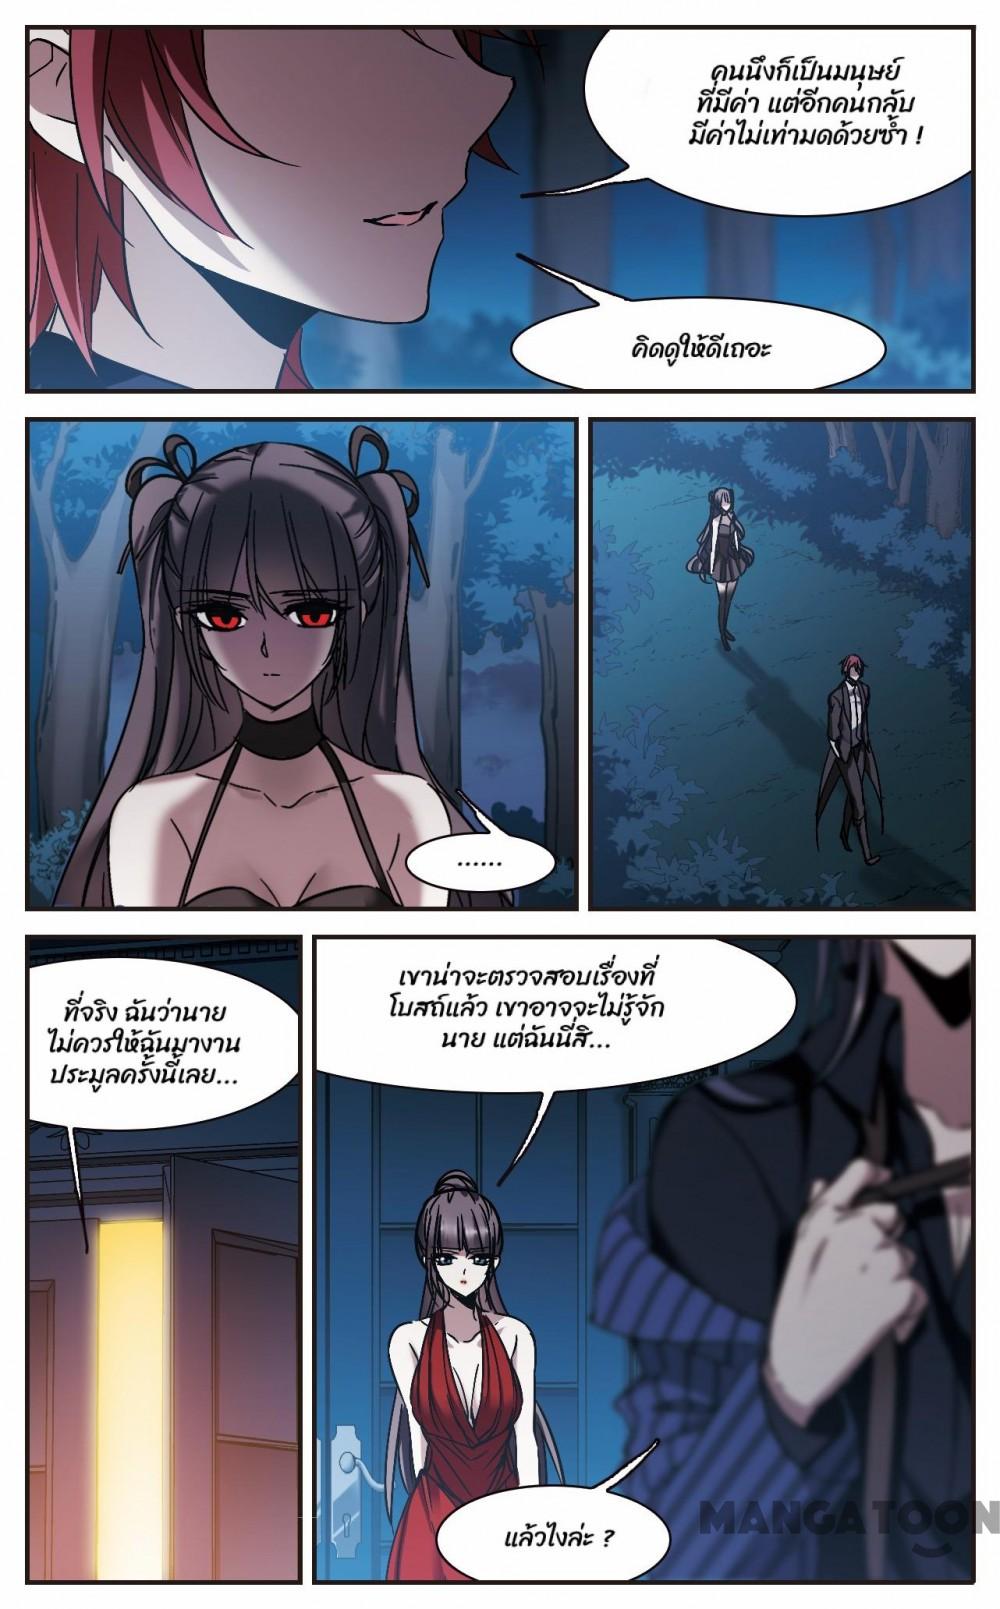 คนนึงก็เป็นมนุษย์
ที่มีค่า แต่อีกคนกลับ
มีค่าไม่เท่ามดด้วยซ้ำ !
คิดดูให้ดีเถอะ
......
ที่จริง ฉันว่านาย
ไม่ควรให้ฉันมางาน
ประมูลครั้งนี้เลย...
เขาน่าจะตรวจสอบเรื่องที่
โบสถ์แล้ว เขาอาจจะไม่รู้จัก
นาย แต่ฉันนี่สิ...
แล้วไงล่ะ ?
MANGATOON